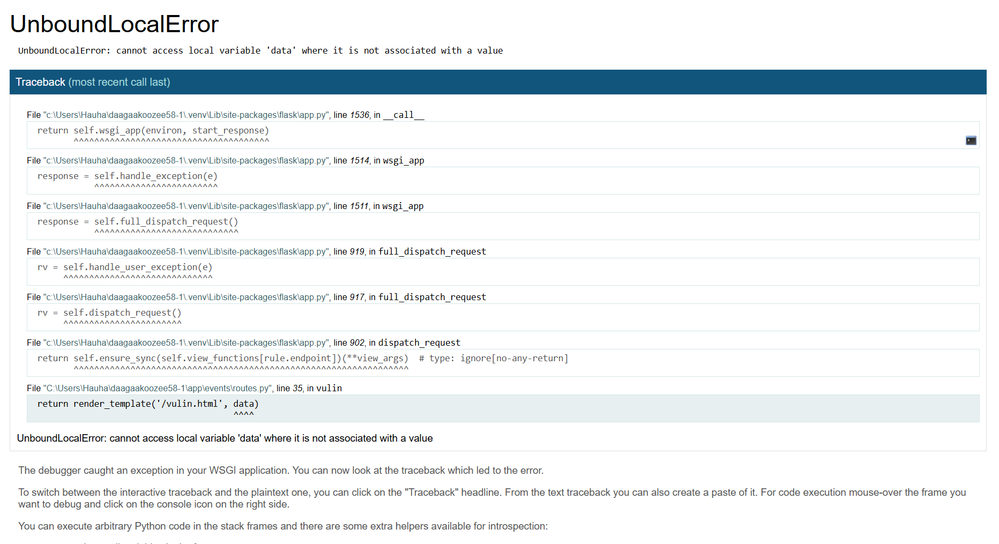 UnboundLocalError
UnboundLocalError: cannot access local variable 'data' where it is not associated with a value
Traceback (most recent call last)
File "c:\Users\Hauha\daagaakoozee58-1\.venv\Lib\site-packages\flask\app.py", line 1536, in __call__
return self.wsgi_app(environ, start_response)
^^^^^^^^^^^^^^^^^^^^^^^^^^^^^^^^^^^^^^
File "c:\Users\Hauha\daagaakoozee58-1\.venv\Lib\site-packages\flask\app.py", line 1514, in wsgi_app
response = self.handle_exception(e)
^^^^^^^^^^^^^^^^^^^^^^^^
File "c:\Users\Hauha\daagaakoozee58-1\.venv\Lib\site-packages\flask\app.py", line 1511, in wsgi_app
response = self.full_dispatch_request()
^^^^^^^^^^^^^^^^^^^^^^^^^^^^
File "c:\Users\Hauha\daagaakoozee58-1\.venv\Lib\site-packages\flask\app.py", line 919, in full_dispatch_request
rv = self.handle_user_exception(e)
^^^^^^^^^^^^^^^^^^^^^^^^^^^^^
File "c:\Users\Hauha\daagaakoozee58-1\.venv\Lib\site-packages\flask\app.py", line 917, in full_dispatch_request
rv = self.dispatch_request()
^^^^^^^^^^^^^^^^^^^^^^^
File "c:\Users\Hauha\daagaakoozee58-1\.venv\Lib\site-packages\flask\app.py", line 902, in dispatch_request
return self.ensure_sync(self.view_functions[rule.endpoint])(**view_args)  # type: ignore[no-any-return]
^^^^^^^^^^^^^^^^^^^^^^^^^^^^^^^^^^^^^^^^^^^^^^^^^^^^^^^^^^^^^^^^^
File "C:\Users\Hauha\daagaakoozee58-1\app\events\routes.py", line 35, in vulin
return render_template('/vulin.html', data)
^^^^
UnboundLocalError: cannot access local variable 'data' where it is not associated with a value
The debugger caught an exception in your WSGI application. You can now look at the traceback which led to the error.
To switch between the interactive traceback and the plaintext one, you can click on the "Traceback" headline. From the text traceback you can also create a paste of it. For code execution mouse-over the frame you
want to debug and click on the console icon on the right side.
You can execute arbitrary Python code in the stack frames and there are some extra helpers available for introspection: